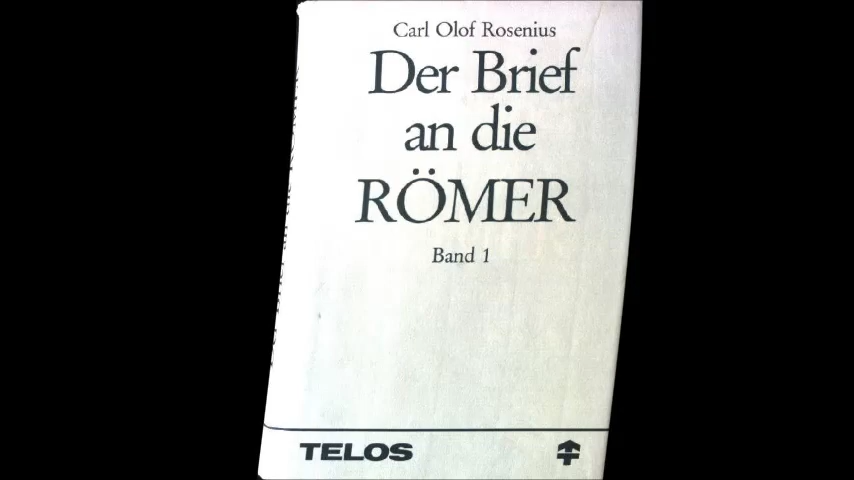 Carl Olof Rosenius
Der Brief
an die
RÖMER
Band 1
TELOS